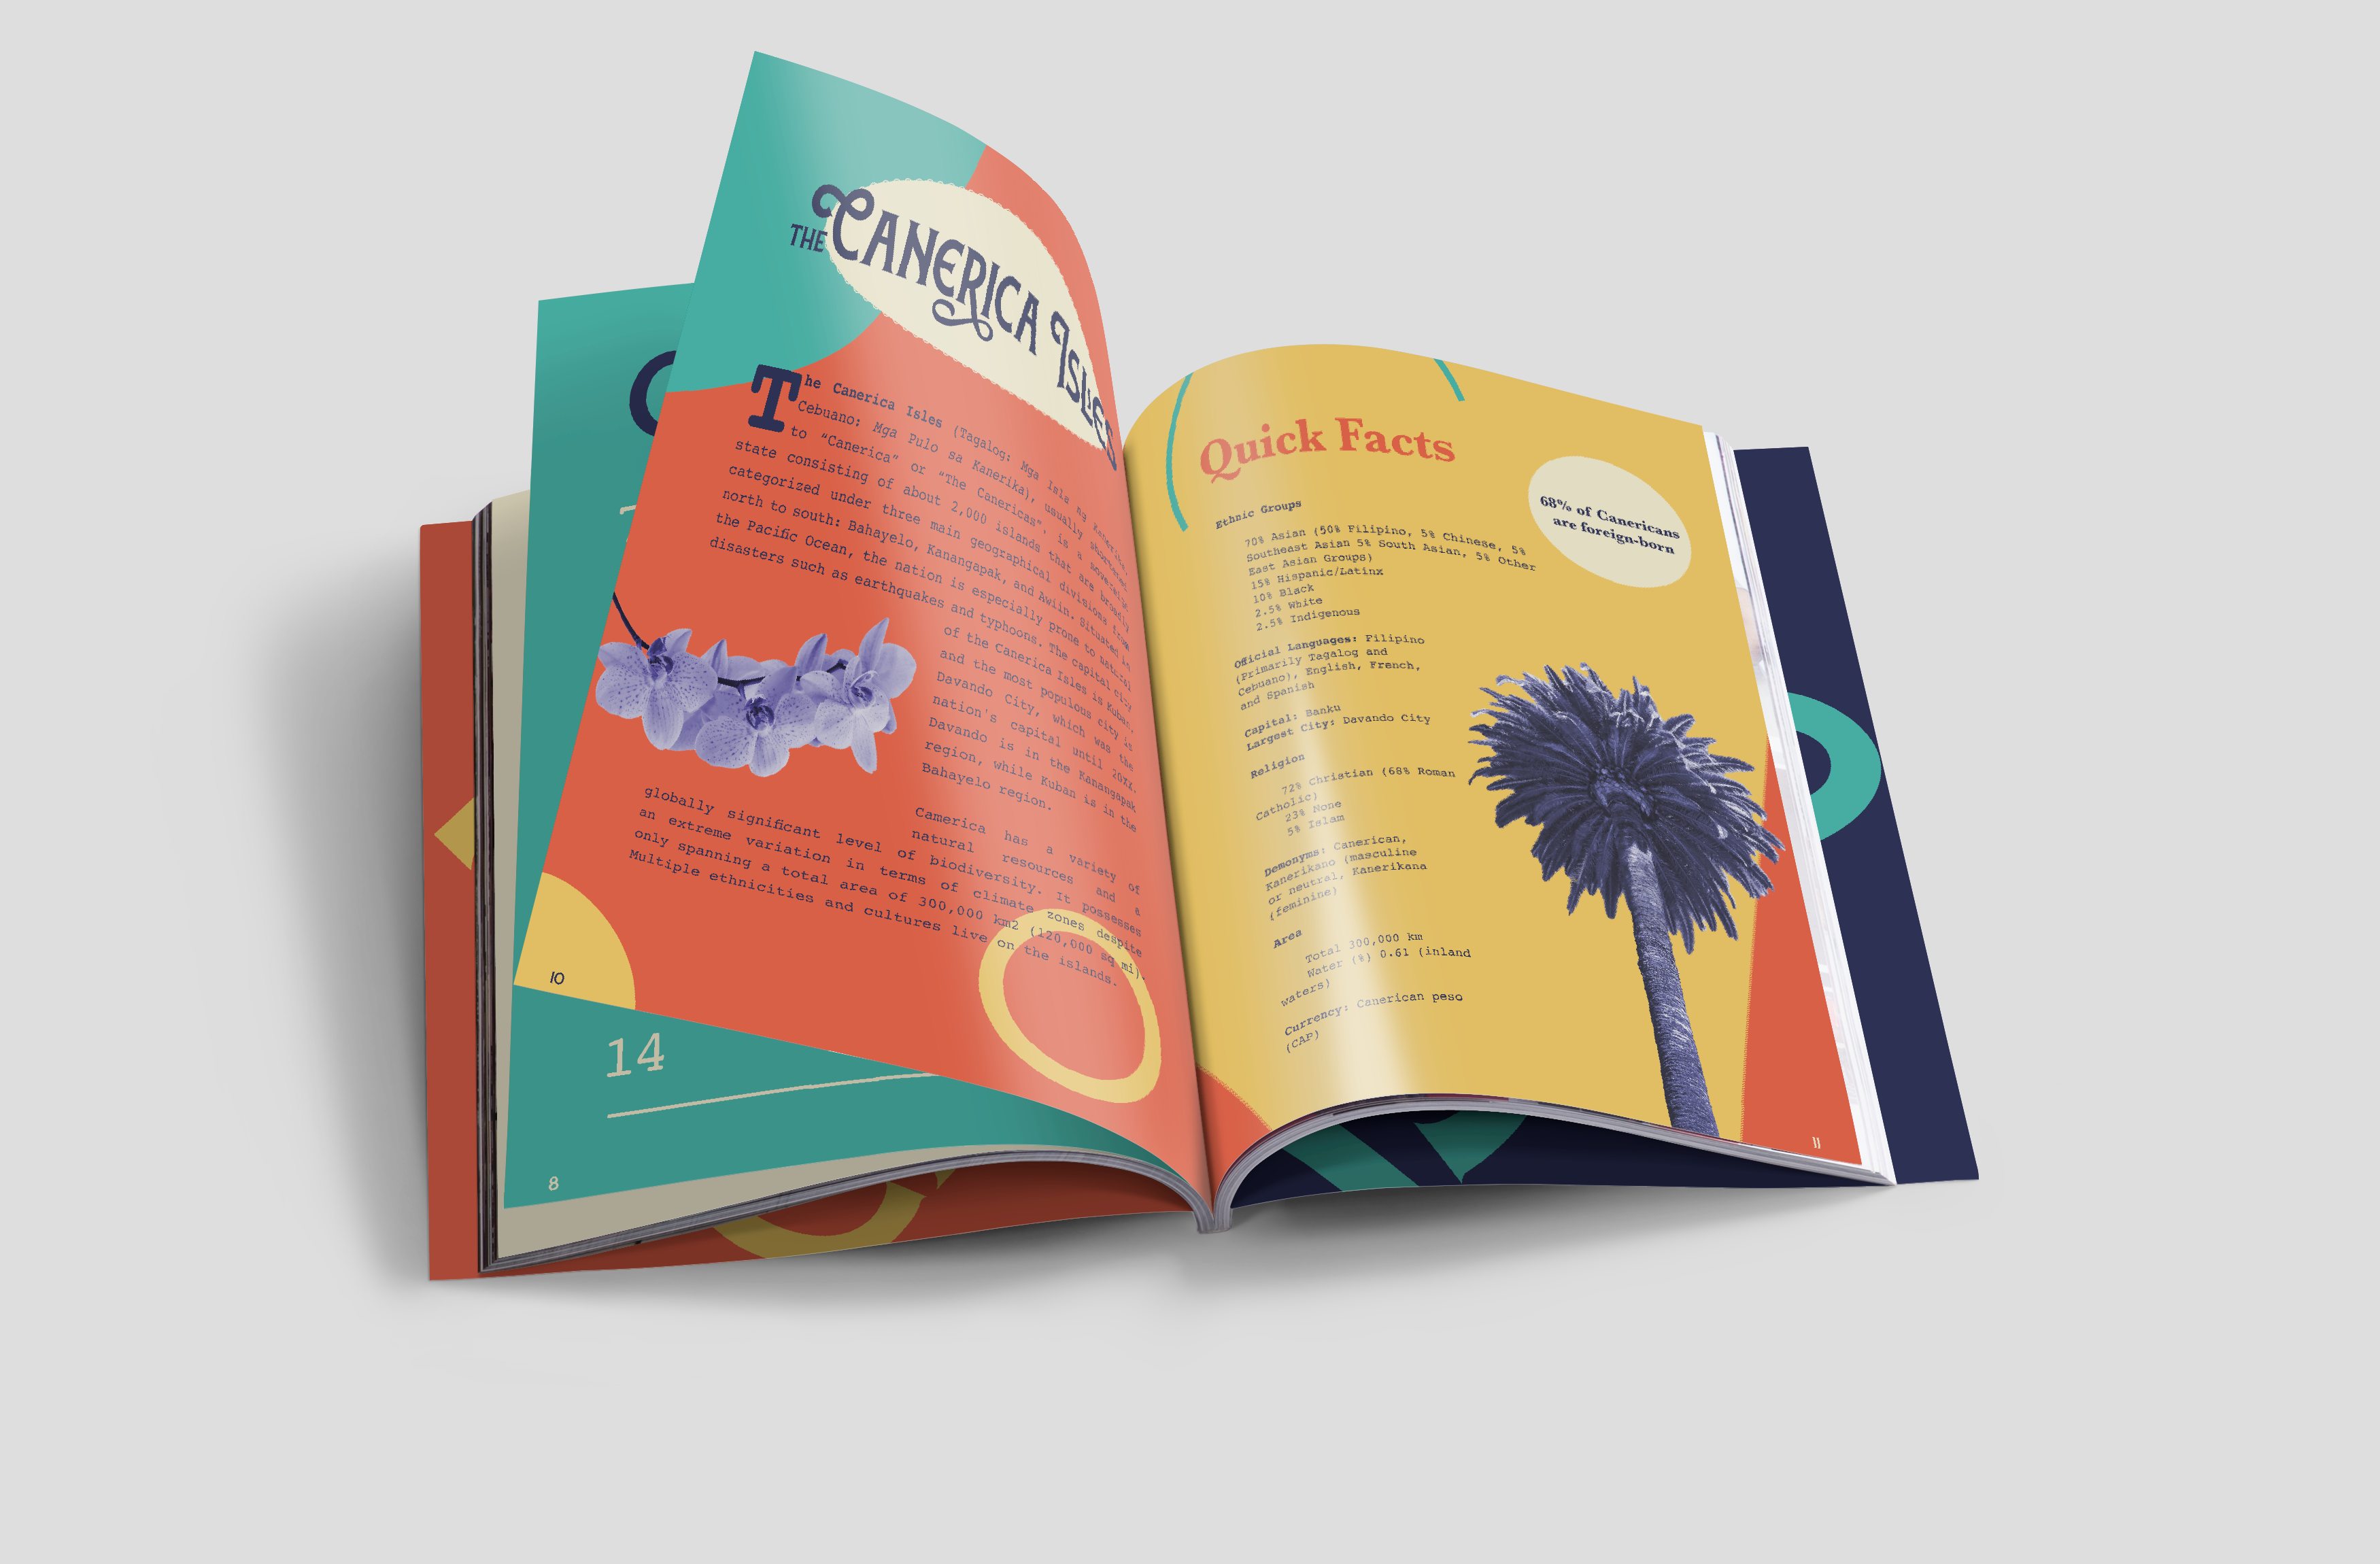 THE CANERICA ISLES
The Canerica Isles (Tagalog: Mga Isla ng Kanerika,
Cebuano: Mga Pulo sa Kanerika), usually shortened
to “Canerica” or “The Canericas”. is a sovereign
state consisting of about 2,000 islands that are broadly
categorized under three main geographical divisions from
north to south: Bahayelo, Kanangapak, and Awiin. Situated in
the Pacific Ocean, the nation is especially prone to natural
disasters such as earthquakes and typhoons. The capital city
of the Canerica Isles is Kuban,
and the most populous city is
Davando City, which was the
nation's capital until 20XX.
Davando is in the Kanangapak
region, while Kuban is in the
Bahayelo region.
Camerica has a variety of
natural resources and a
globally significant level of biodiversity. It possesses
an extreme variation in terms of climate zones despite
only spanning a total area of 300,000 km2 (120,000 sq mi).
Multiple ethnicities and cultures live on the islands.
10
14
8
Quick Facts
68% of Canericans
are foreign-born
Ethnic Groups
70% Asian (50% Filipino, 5% Chinese, 5%
Southeast Asian 5% South Asian, 5% Other
East Asian Groups)
15% Hispanic/Latinx
10% Black
2.5% White
2.5% Indigenous
Official Languages: Filipino
(Primarily Tagalog and
Cebuano), English, French,
and Spanish
Capital: Banku
Largest City: Davando City
Religion
72% Christian (68% Roman
Catholic)
23% None
5% Islam
Demonyms: Canerican,
Kanerikano (masculine
or neutral, Kanerikana
(feminine)
Area
Total 300,000 km
Water (%) 0.61 (inland
waters)
Currency: Canerican peso
(CAP)
11